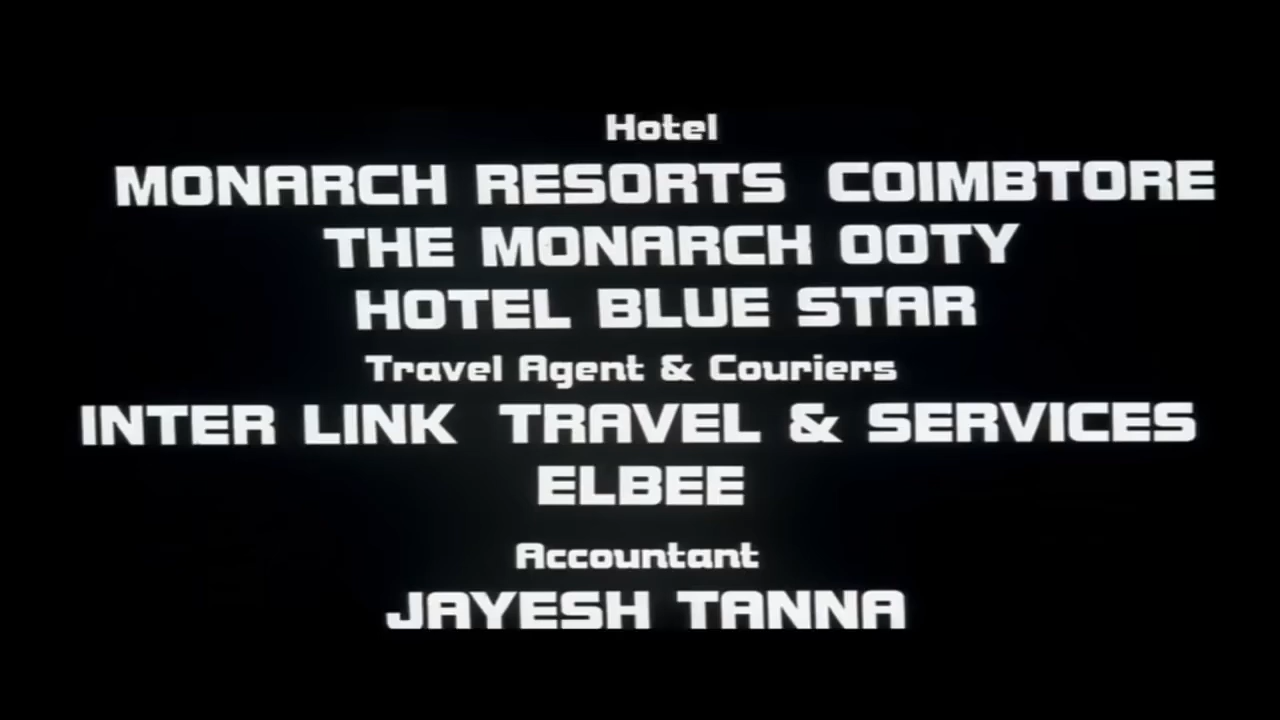 Hotel
MONARCH RESORTS COIMBTORE
THE MONARCH OOTY
HOTEL BLUE STAR
Travel Agent & Couriers
INTER LINK TRAVEL & SERVICES
ELBEE
Accountant
JAYESH TANNA